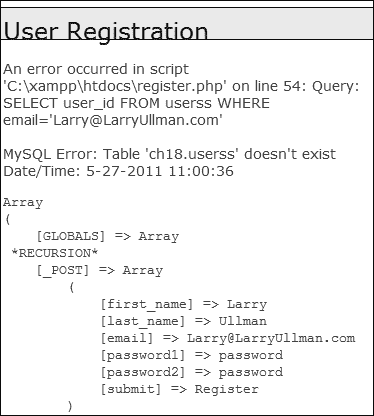 User Registration
An error occurred in script
'C:\xampp\htdocs\register.php' on line 54: Query:
SELECT user_id FROM userss WHERE
email='Larry@LarryUllman.com'
MySQL Error: Table 'ch18.userss' doesn't exist
Date/Time: 5-27-2011 11:00:36
Array
(
    [GLOBALS] => Array
 *RECURSION*
    [_POST] => Array
        (
            [first_name] => Larry
            [last_name] => Ullman
            [email] => Larry@LarryUllman.com
            [password1] => password
            [password2] => password
            [submit] => Register
        )